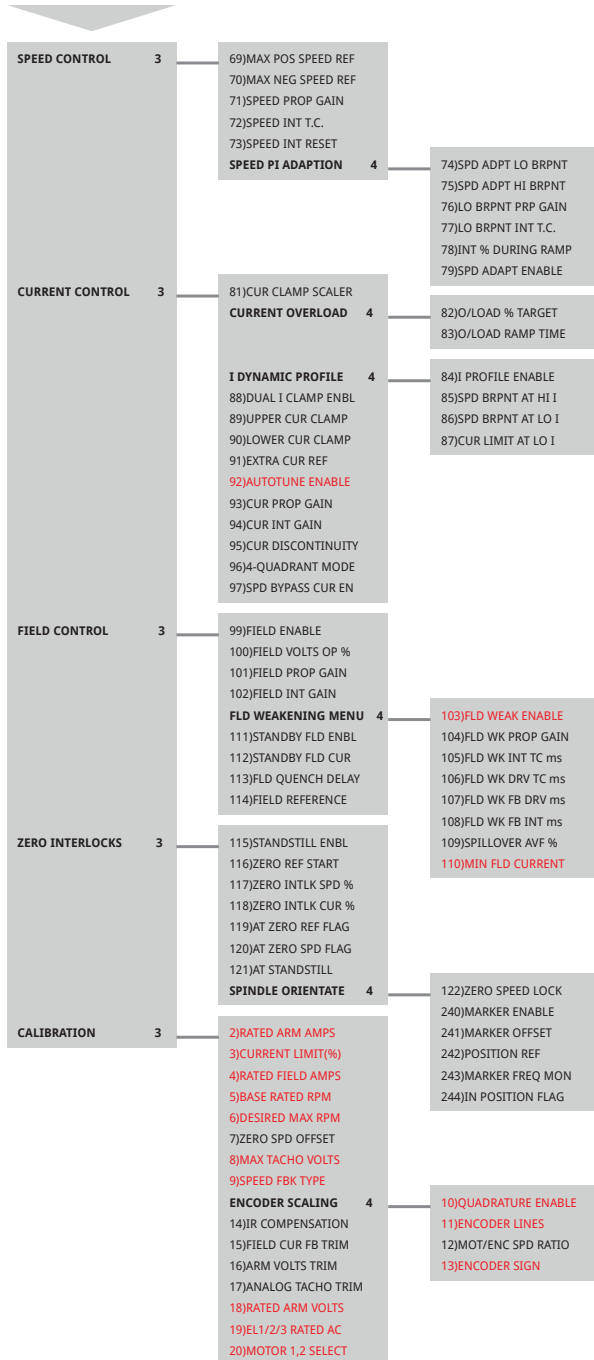 SPEED CONTROL 3
69)MAX POS SPEED REF
70)MAX NEG SPEED REF
71)SPEED PROP GAIN
72)SPEED INT T.C.
73)SPEED INT RESET
SPEED PI ADAPTION 4
74)SPD ADPT LO BRPNT
75)SPD ADPT HI BRPNT
76)LO BRPNT PRP GAIN
77)LO BRPNT INT T.C.
78)INT % DURING RAMP
79)SPD ADAPT ENABLE
CURRENT CONTROL 3
81)CUR CLAMP SCALER
CURRENT OVERLOAD 4
82)O/LOAD % TARGET
83)O/LOAD RAMP TIME
I DYNAMIC PROFILE 4
84)I PROFILE ENABLE
85)SPD BRPNT AT HI I
86)SPD BRPNT AT LO I
87)CUR LIMIT AT LO I
88)DUAL I CLAMP ENBL
89)UPPER CUR CLAMP
90)LOWER CUR CLAMP
91)EXTRA CUR REF
92)AUTOTUNE ENABLE
93)CUR PROP GAIN
94)CUR INT GAIN
95)CUR DISCONTINUITY
96)4-QUADRANT MODE
97)SPD BYPASS CUR EN
FIELD CONTROL 3
99)FIELD ENABLE
100)FIELD VOLTS OP %
101)FIELD PROP GAIN
102)FIELD INT GAIN
FLD WEAKENING MENU 4
103)FLD WEAK ENABLE
104)FLD WK PROP GAIN
105)FLD WK INT TC ms
106)FLD WK DRV TC ms
107)FLD WK FB DRV ms
108)FLD WK FB INT ms
109)SPILLOVER AVF %
110)MIN FLD CURRENT
111)STANDBY FLD ENBL
112)STANDBY FLD CUR
113)FLD QUENCH DELAY
114)FIELD REFERENCE
ZERO INTERLOCKS 3
115)STANDSTILL ENBL
116)ZERO REF START
117)ZERO INTLK SPD %
118)ZERO INTLK CUR %
119)AT ZERO REF FLAG
120)AT ZERO SPD FLAG
121)AT STANDSTILL
SPINDLE ORIENTATE 4
122)ZERO SPEED LOCK
240)MARKER ENABLE
241)MARKER OFFSET
242)POSITION REF
243)MARKER FREQ MON
244)IN POSITION FLAG
CALIBRATION 3
2)RATED ARM AMPS
3)CURRENT LIMIT(%)
4)RATED FIELD AMPS
5)BASE RATED RPM
6)DESIRED MAX RPM
7)ZERO SPD OFFSET
8)MAX TACHO VOLTS
9)SPEED FBK TYPE
ENCODER SCALING 4
10)QUADRATURE ENABLE
11)ENCODER LINES
12)MOT/ENC SPD RATIO
13)ENCODER SIGN
14)IR COMPENSATION
15)FIELD CUR FB TRIM
16)ARM VOLTS TRIM
17)ANALOG TACHO TRIM
18)RATED ARM VOLTS
19)EL1/2/3 RATED AC
20)MOTOR 1,2 SELECT